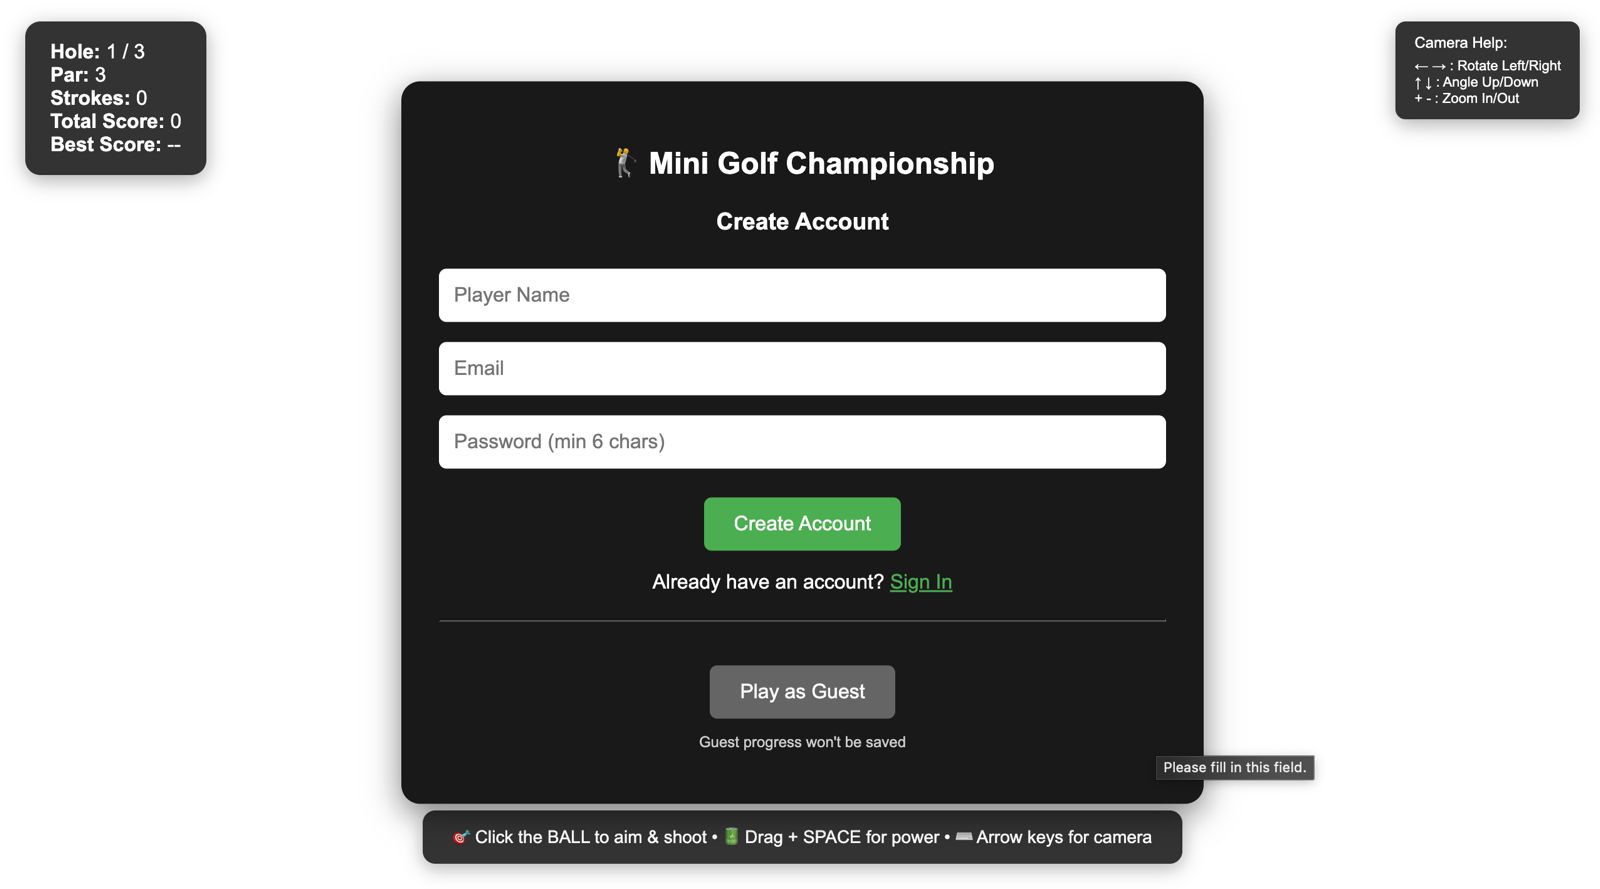 Hole: 1 / 3
Par: 3
Strokes: 0
Total Score: 0
Best Score: --
Camera Help:
←→ : Rotate Left/Right
↑↓ : Angle Up/Down
+ - : Zoom In/Out
🏌️ Mini Golf Championship
Create Account
Player Name
Email
Password (min 6 chars)
Create Account
Already have an account? Sign In
Play as Guest
Guest progress won't be saved
Please fill in this field.
🎯 Click the BALL to aim & shoot • 🔋 Drag + SPACE for power • ⌨️ Arrow keys for camera